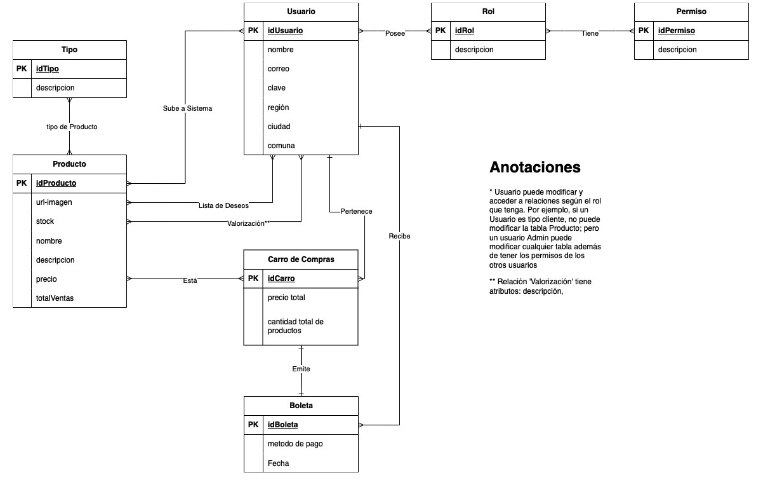 Usuario
PK idUsuario
nombre
correo
clave
región
ciudad
comuna
Posee
Rol
PK idRol
descripcion
Tiene
Permiso
PK idPermiso
descripcion
Tipo
PK idTipo
descripcion
tipo de Producto
Sube a Sistema
Producto
PK idProducto
url-imagen
stock
nombre
descripcion
precio
totalVentas
Lista de Deseos
Valorización**
Pertenece
Recibe
Está
Carro de Compras
PK idCarro
precio total
cantidad total de
productos
Emite
Boleta
PK idBoleta
metodo de pago
Fecha
Anotaciones
* Usuario puede modificar y
acceder a relaciones según el rol
que tenga. Por ejemplo, si un
Usuario es tipo cliente, no puede
modificar la tabla Producto; pero
un usuario Admin puede
modificar cualquier tabla además
de tener los permisos de los
otros usuarios
** Relación 'Valorización' tiene
atributos: descripción,